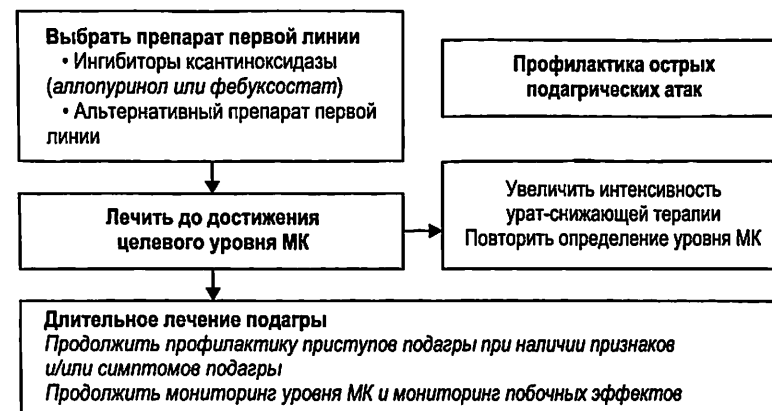 Выбрать препарат первой линии
• Ингибиторы ксантиноксидазы
(аллопуринол или фебуксостат)
• Альтернативный препарат первой
линии
Профилактика острых
подагрических атак
Лечить до достижения
целевого уровня МК
Увеличить интенсивность
урат-снижающей терапии
Повторить определение уровня МК
Длительное лечение подагры
Продолжить профилактику приступов подагры при наличии признаков
и/или симптомов подагры
Продолжить мониторинг уровня МК и мониторинг побочных эффектов